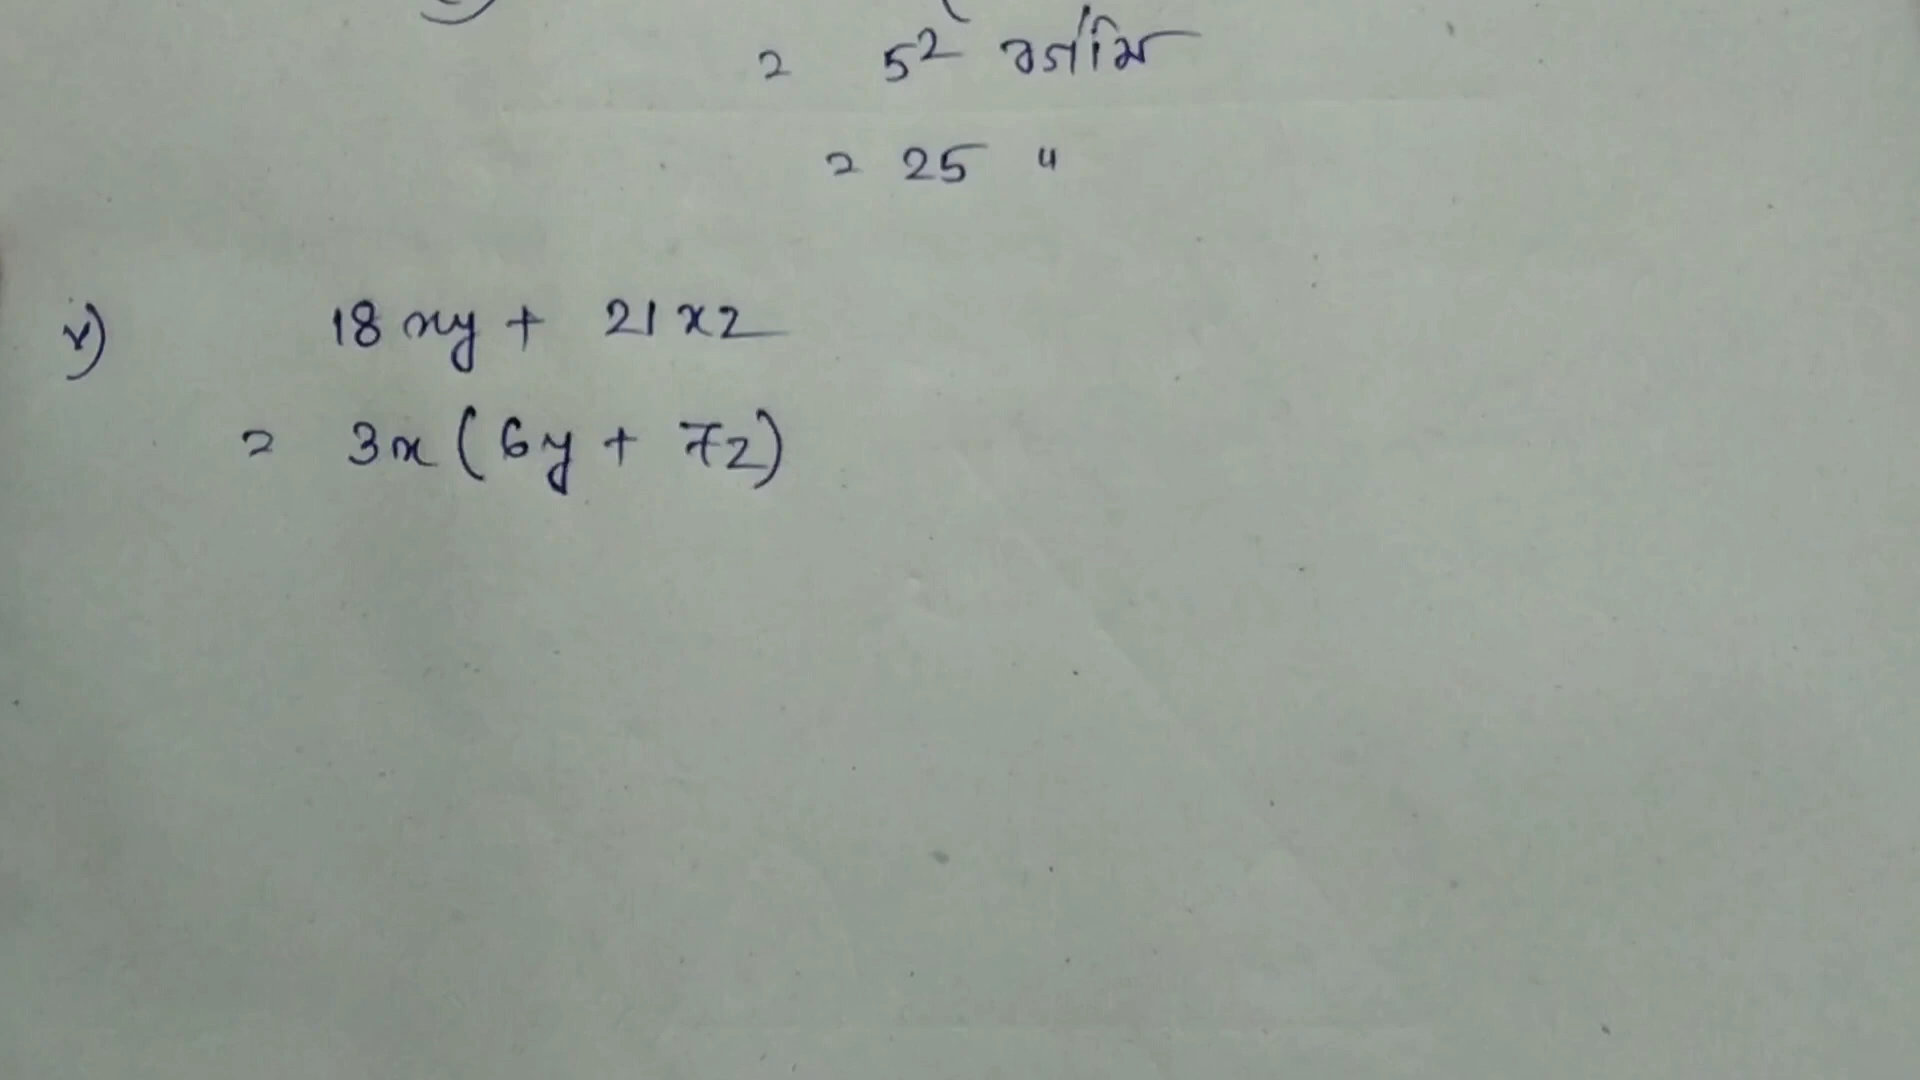 = 5² বর্গমি
= 25 "
v) 18xy + 21xz
= 3x(6y + 7z)